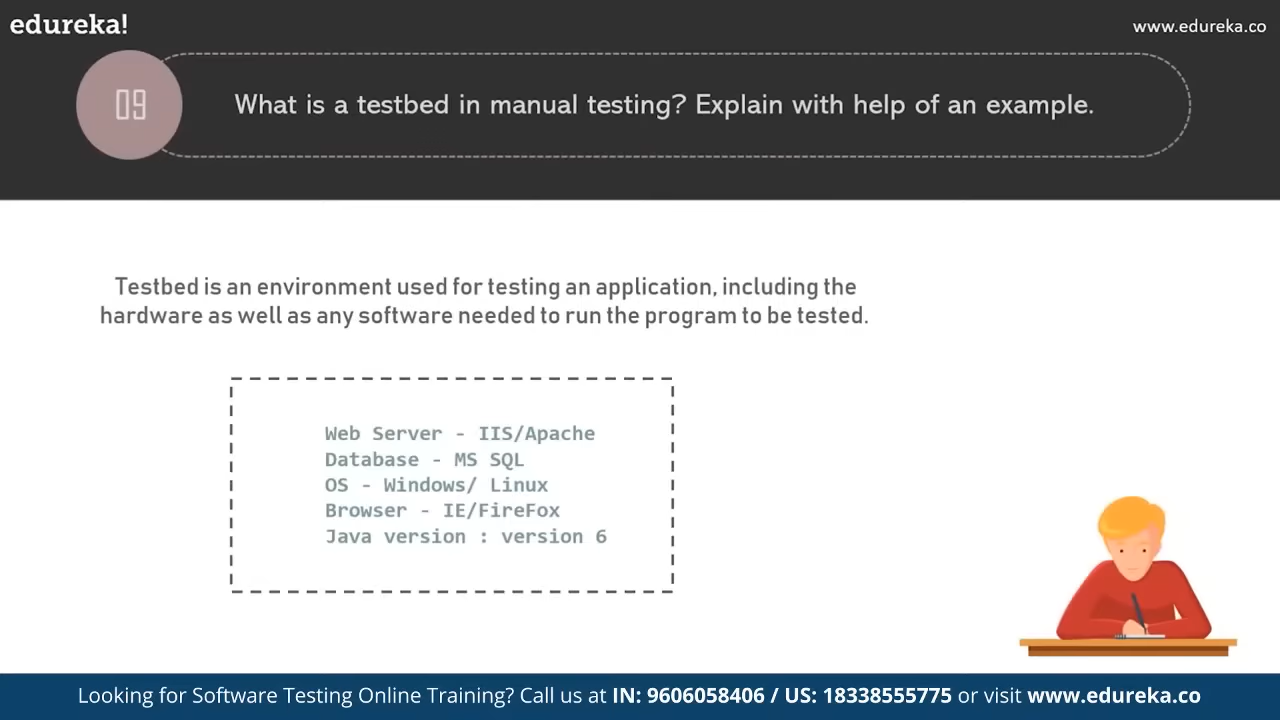 edureka!
www.edureka.co
09
What is a testbed in manual testing? Explain with help of an example.
Testbed is an environment used for testing an application, including the
hardware as well as any software needed to run the program to be tested.
Web Server - IIS/Apache
Database - MS SQL
OS - Windows/ Linux
Browser - IE/FireFox
Java version : version 6
Looking for Software Testing Online Training? Call us at IN: 9606058406 / US: 18338555775 or visit www.edureka.co